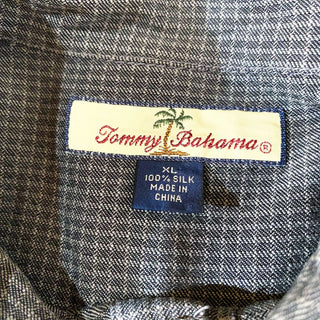 Tommy Bahama®
XL
100% SILK
MADE IN
CHINA